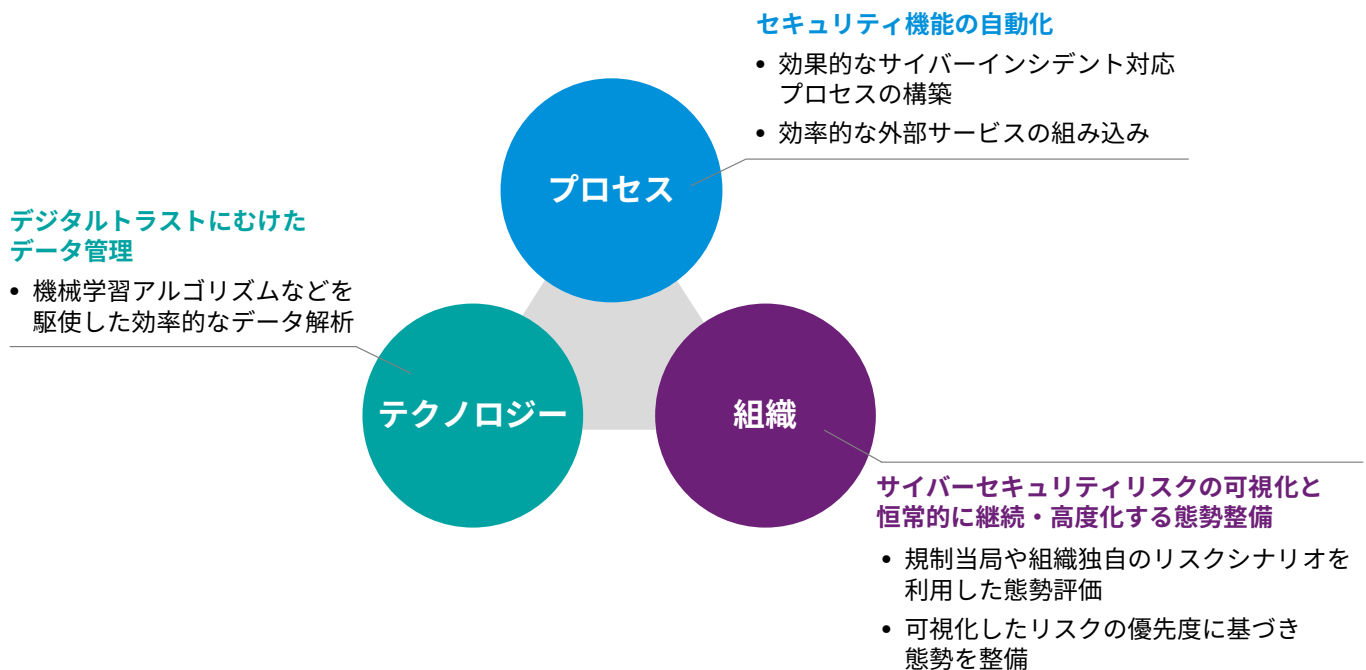 セキュリティ機能の自動化
• 効果的なサイバーインシデント対応
プロセスの構築
• 効率的な外部サービスの組み込み
プロセス
デジタルトラストにむけた
データ管理
• 機械学習アルゴリズムなどを
駆使した効率的なデータ解析
テクノロジー
組織
サイバーセキュリティリスクの可視化と
恒常的に継続・高度化する態勢整備
• 規制当局や組織独自のリスクシナリオを
利用した態勢評価
• 可視化したリスクの優先度に基づき
態勢を整備